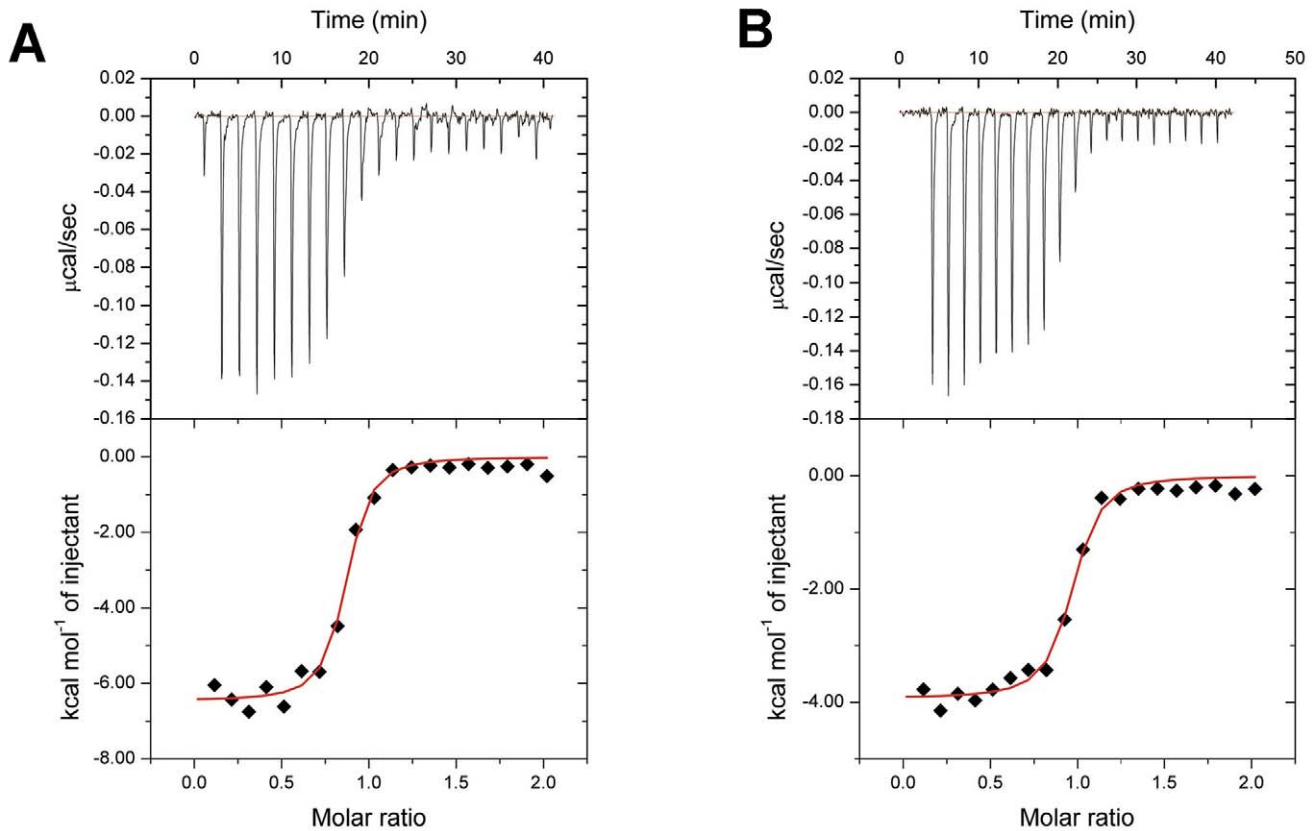 A
Time (min)
0 10 20 30 40
0.02
0.00
-0.02
-0.04
-0.06
-0.08
-0.10
-0.12
-0.14
-0.16
µcal/sec
0.00
-2.00
-4.00
-6.00
-8.00
kcal mol⁻¹ of injectant
0.0 0.5 1.0 1.5 2.0
Molar ratio
B
Time (min)
0 10 20 30 40 50
0.02
0.00
-0.02
-0.04
-0.06
-0.08
-0.10
-0.12
-0.14
-0.16
-0.18
µcal/sec
0.00
-2.00
-4.00
kcal mol⁻¹ of injectant
0.0 0.5 1.0 1.5 2.0
Molar ratio